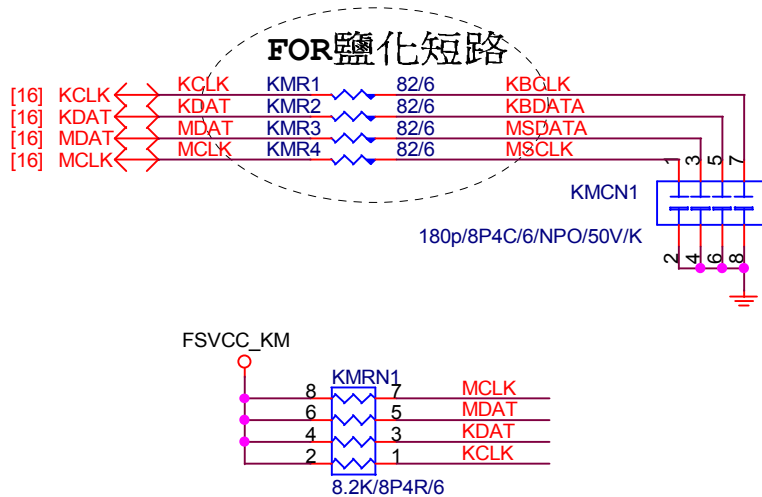 FOR鹽化短路
[16] KCLK KCLK KMR1 82/6 KBCLK
[16] KDAT KDAT KMR2 82/6 KBDATA
[16] MDAT MDAT KMR3 82/6 MSDATA
[16] MCLK MCLK KMR4 82/6 MSCLK
1 3 5 7
KMCN1
180p/8P4C/6/NPO/50V/K
2 4 6 8
FSVCC_KM
KMRN1
8 7 MCLK
6 5 MDAT
4 3 KDAT
2 1 KCLK
8.2K/8P4R/6